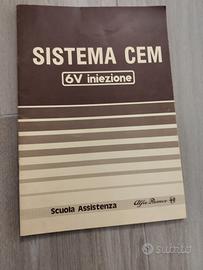 SISTEMA CEM
6V iniezione
Scuola Assistenza
Alfa Romeo
subito